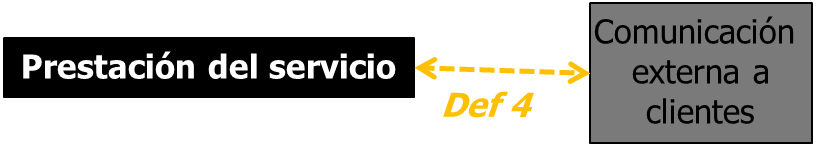 Prestación del servicio
Def 4
Comunicación
externa a
clientes